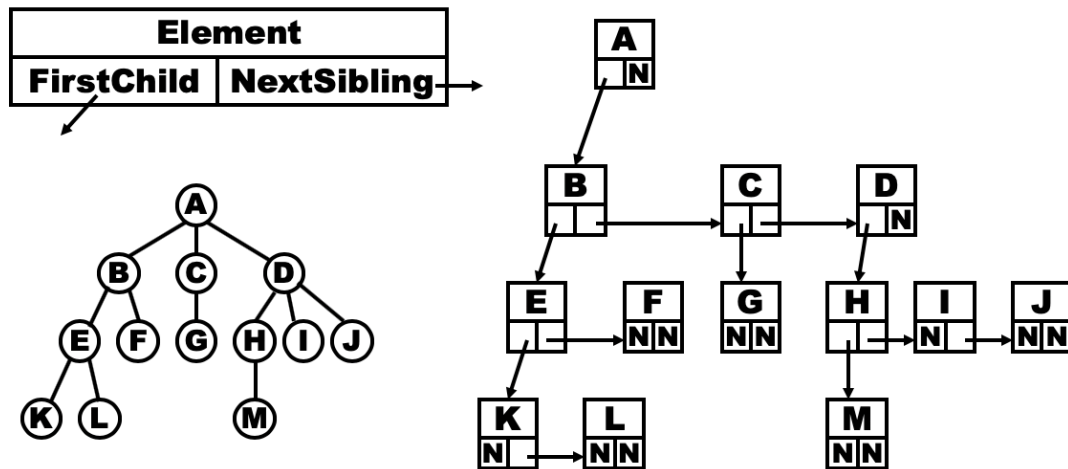 Element
FirstChild NextSibling
A
N
B C D
N
E F G H I J
N N N N N N N
K L M
N N N N N
A
B C D
E F G H I J
K L M